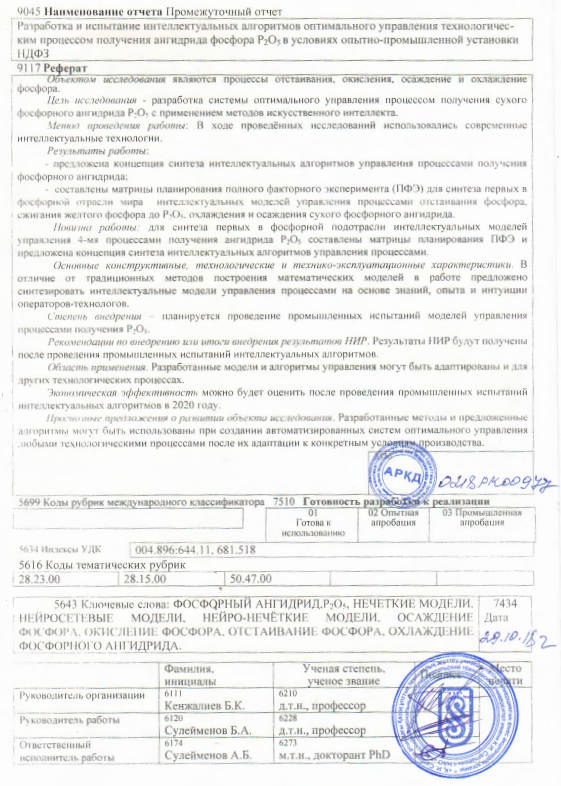 9045 Наименование отчета Промежуточный отчет
Разработка и испытание интеллектуальных алгоритмов оптимального управления технологичес-
ким процессом получения ангидрида фосфора P₂O₅ в условиях опытно-промышленной установки
НДФЗ
9117 Реферат
Объектом исследования являются процессы отстаивания, окисления, осаждение и охлаждение
фосфора.
Цель исследования - разработка системы оптимального управления процессом получения сухого
фосфорного ангидрида P₂O₅ с применением методов искусственного интеллекта.
Метод проведения работы: В ходе проведённых исследований использовались современные
интеллектуальные технологии.
Результаты работы:
- предложена концепция синтеза интеллектуальных алгоритмов управления процессами получения
фосфорного ангидрида;
- составлены матрицы планирования полного факторного эксперимента (ПФЭ) для синтеза первых в
фосфорной отрасли мира интеллектуальных моделей управления процессами отстаивания фосфора,
сжигания желтого фосфора до P₂O₅, охлаждения и осаждения сухого фосфорного ангидрида.
Новизна работы: для синтеза первых в фосфорной подотрасли интеллектуальных моделей
управления 4-мя процессами получения ангидрида P₂O₅ составлены матрицы планирования ПФЭ и
предложена концепция синтеза интеллектуальных алгоритмов управления процессами.
Основные конструктивные, технологические и технико-эксплуатационные характеристики. В
отличие от традиционных методов построения математических моделей в работе предложено
синтезировать интеллектуальные модели управления процессами на основе знаний, опыта и интуиции
операторов-технологов.
Степень внедрения – планируется проведение промышленных испытаний моделей управления
процессами получения P₂O₅.
Рекомендации по внедрению или итоги внедрения результатов НИР. Результаты НИР будут получены
после проведения промышленных испытаний интеллектуальных алгоритмов.
Область применения. Разработанные модели и алгоритмы управления могут быть адаптированы и для
других технологических процессах.
Экономическая эффективность можно будет оценить после проведения промышленных испытаний
интеллектуальных алгоритмов в 2020 году.
Прогнозные предложения о развитии объекта исследования. Разработанные методы и предложенные
алгоритмы могут быть использованы при создании автоматизированных систем оптимального управления
любыми технологическими процессами после их адаптации к конкретным условиям производства.
АРКД
0218РК00977
5699 Коды рубрик международного классификатора 7510 Готовность разработки к реализации
01 Готова к использованию 02 Опытная апробация 03 Промышленная апробация
5634 Индексы УДК 004.896:644.11, 681.518
5616 Коды тематических рубрик
28.23.00 28.15.00 50.47.00
5643 Ключевые слова: ФОСФОРНЫЙ АНГИДРИД,P₂O₅, НЕЧЕТКИЕ МОДЕЛИ, 7434
НЕЙРОСЕТЕВЫЕ МОДЕЛИ, НЕЙРО-НЕЧЁТКИЕ МОДЕЛИ, ОСАЖДЕНИЕ Дата
ФОСФОРА, ОКИСЛЕНИЕ ФОСФОРА, ОТСТАИВАНИЕ ФОСФОРА, ОХЛАЖДЕНИЕ
ФОСФОРНОГО АНГИДРИДА. 29.10.18г
Фамилия, инициалы Ученая степень, ученое звание Подпись Место печати
Руководитель организации 6111 Кенжалиев Б.К. 6210 д.т.н., профессор
Руководитель работы 6120 Сулейменов Б.А. 6228 д.т.н., профессор
Ответственный исполнитель работы 6174 Сулейменов А.Б. 6273 м.т.н., докторант PhD